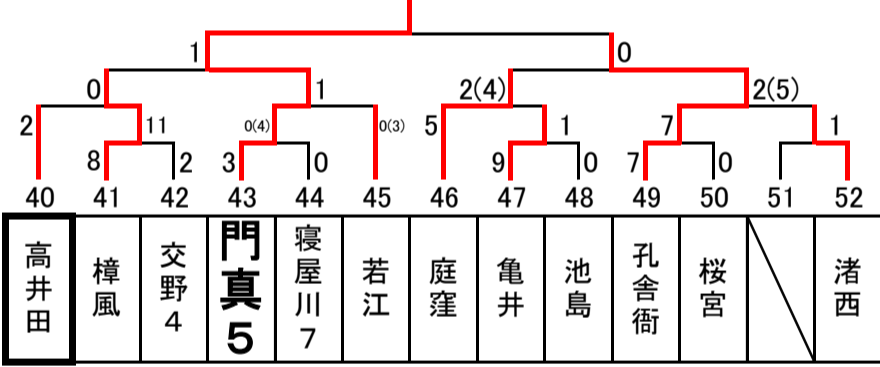 1
0
0
1
2(4)
2(5)
2
11
0(4)
0(3)
5
1
7
1
8
2
3
0
9
0
7
0
40
41
42
43
44
45
46
47
48
49
50
51
52
高井田
樟風
交野４
門真５
寝屋川７
若江
庭窪
亀井
池島
孔舎衙
桜宮
渚西